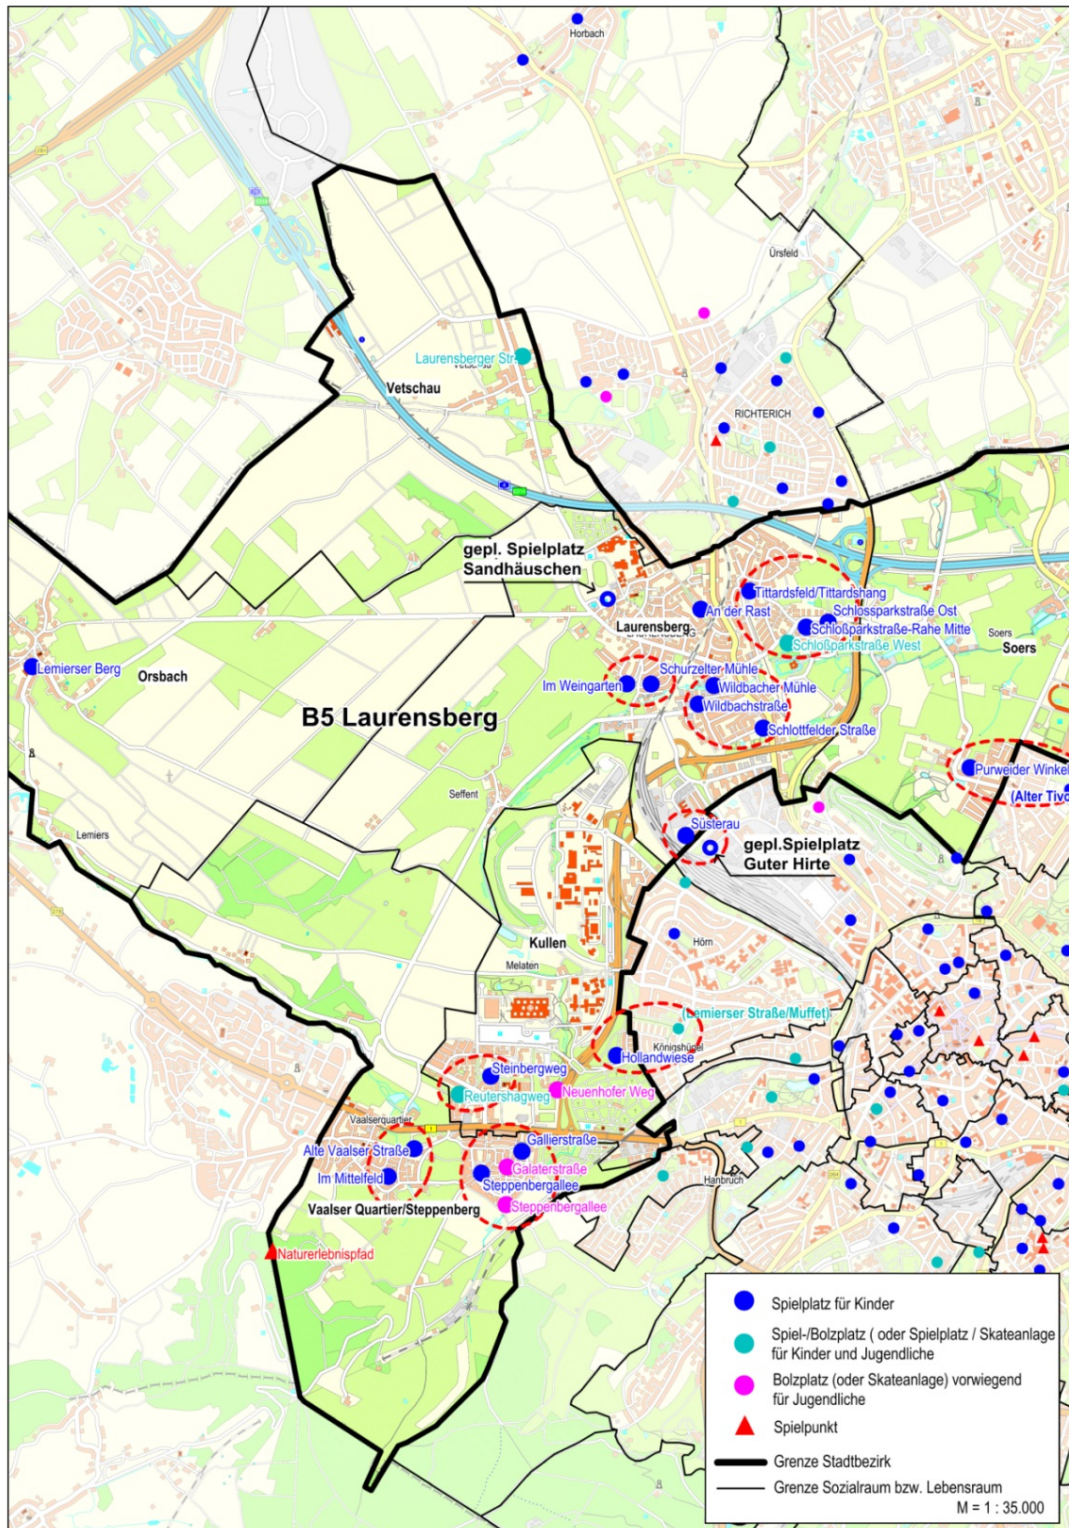 Horbach
Ürsfeld
Laurensberger Str.
Vetschau
RICHTERICH
gepl. Spielplatz
Sandhäuschen
Tittardsfeld/Tittardshang
An der Rast
Schlossparkstraße Ost
Laurensberg
LAURENSBERG
Schloßparkstraße-Rahe Mitte
Schloßparkstraße West
Soers
Soers
Lemierser Berg
Orsbach
Schurzelter Mühle
Im Weingarten
Wildbacher Mühle
Wildbachstraße
B5 Laurensberg
Schlottfelder Straße
Purweider Winkel
(Alter Tivo
Seffent
Lemiers
Süsterau
gepl.Spielplatz
Guter Hirte
Kullen
Hörn
Melaten
(Lemierser Straße/Muffet)
Königshügel
Hollandwiese
Steinbergweg
Reutershagweg
Neuenhofer Weg
Vaalserquartier
1
Gallierstraße
Alte Vaalser Straße
Galaterstraße
Im Mittelfeld
Steppenbergallee
Hanbruch
Vaalser Quartier/Steppenberg
Steppenbergallee
Naturerlebnispfad
Spielplatz für Kinder
Spiel-/Bolzplatz ( oder Spielplatz / Skateanlage
für Kinder und Jugendliche
Bolzplatz (oder Skateanlage) vorwiegend
für Jugendliche
Spielpunkt
Grenze Stadtbezirk
Grenze Sozialraum bzw. Lebensraum
M = 1 : 35.000